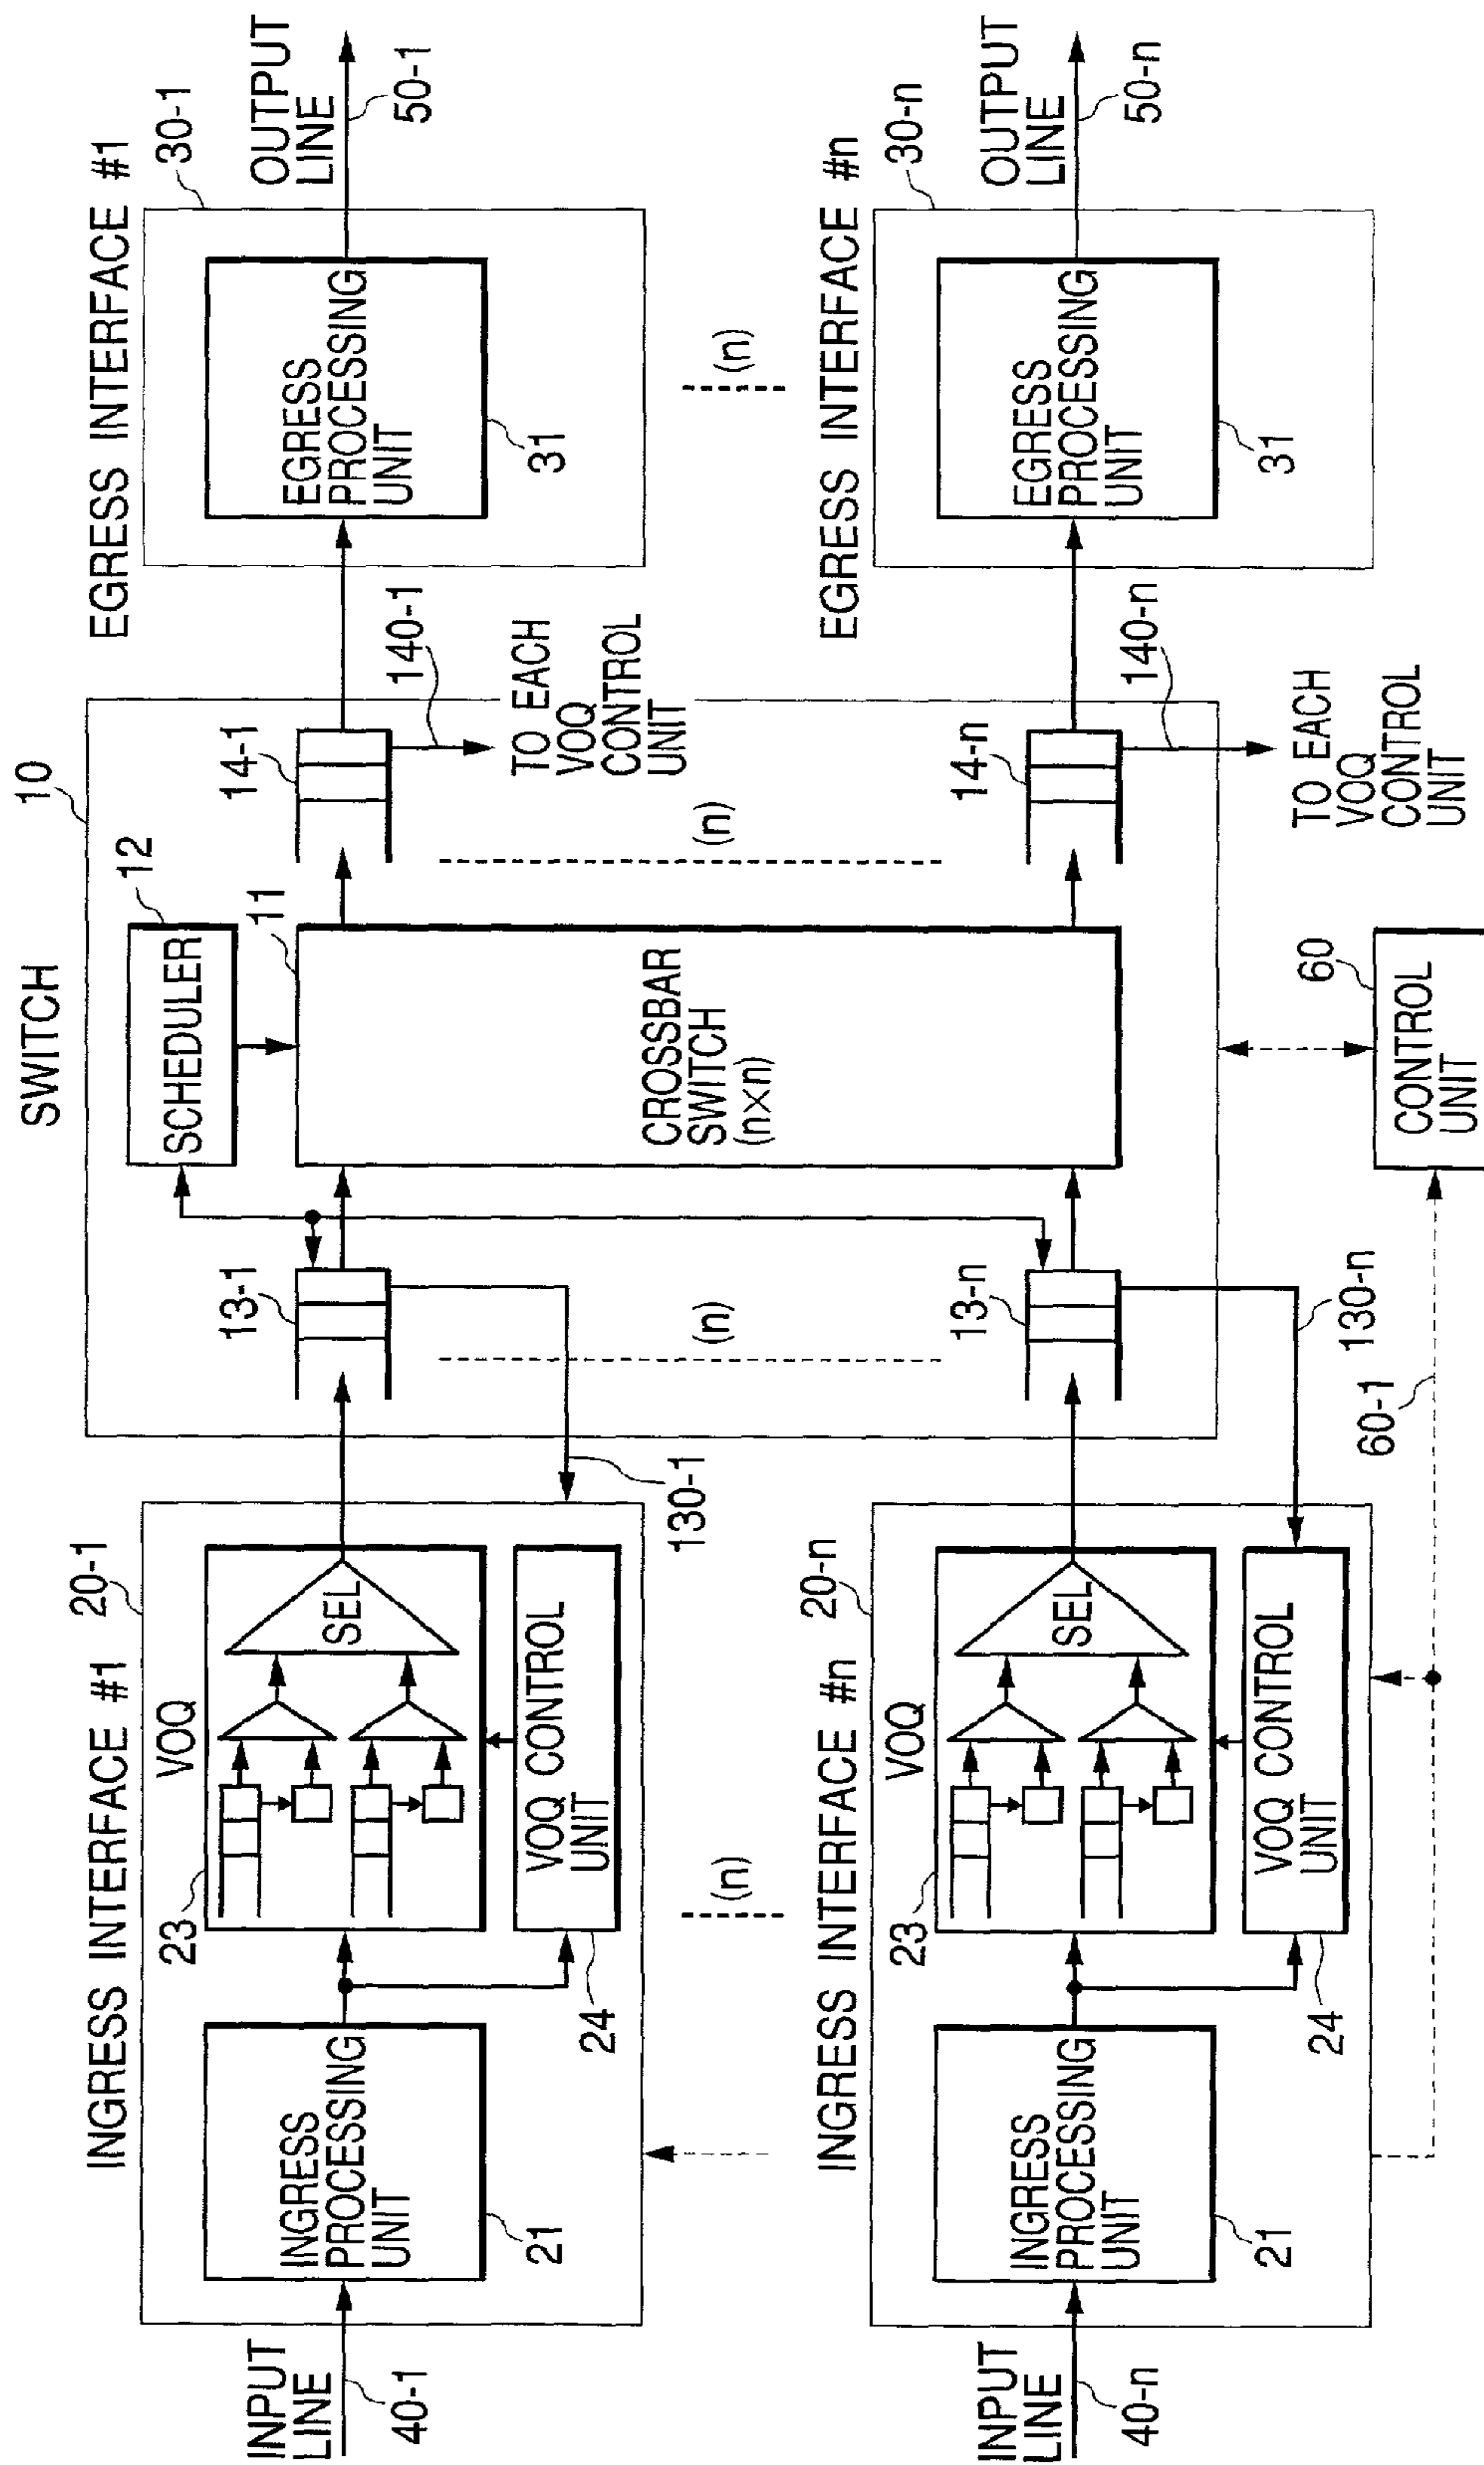 SWITCH
10
INGRESS INTERFACE #1
20-1
INPUT
LINE
40-1
INGRESS
PROCESSING
UNIT
21
23
VOQ
SEL
VOQ CONTROL
UNIT
24
130-1
13-1
SCHEDULER
12
11
CROSSBAR
SWITCH
(n×n)
14-1
140-1
TO EACH
VOQ
CONTROL
UNIT
EGRESS INTERFACE #1
30-1
EGRESS
PROCESSING
UNIT
31
OUTPUT
LINE
50-1
(n)
(n)
(n)
(n)
INGRESS INTERFACE #n
20-n
INPUT
LINE
40-n
INGRESS
PROCESSING
UNIT
21
23
VOQ
SEL
VOQ CONTROL
UNIT
24
130-n
13-n
14-n
140-n
TO EACH
VOQ
CONTROL
UNIT
EGRESS INTERFACE #n
30-n
EGRESS
PROCESSING
UNIT
31
OUTPUT
LINE
50-n
60-1
60
CONTROL
UNIT